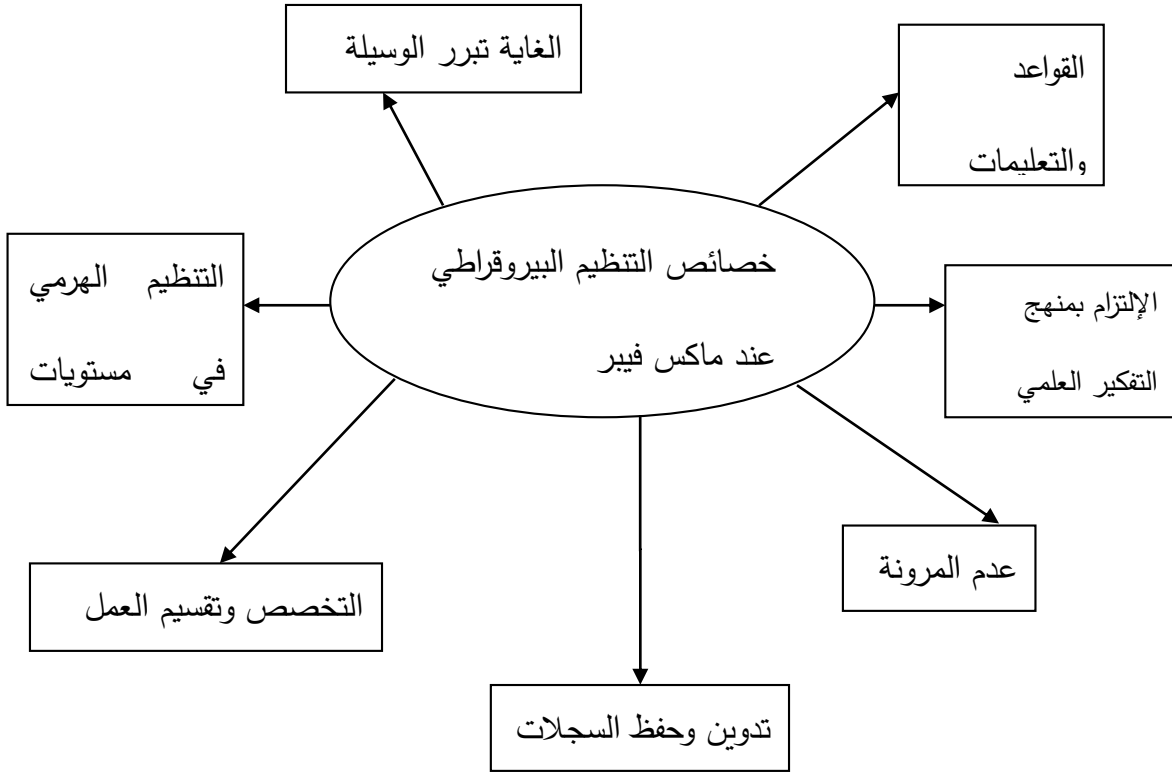 الغاية تبرر الوسيلة
القواعد
والتعليمات
خصائص التنظيم البيروقراطي
عند ماكس فيبر
التنظيم الهرمي
في مستويات
الإلتزام بمنهج
التفكير العلمي
عدم المرونة
التخصص وتقسيم العمل
تدوين وحفظ السجلات